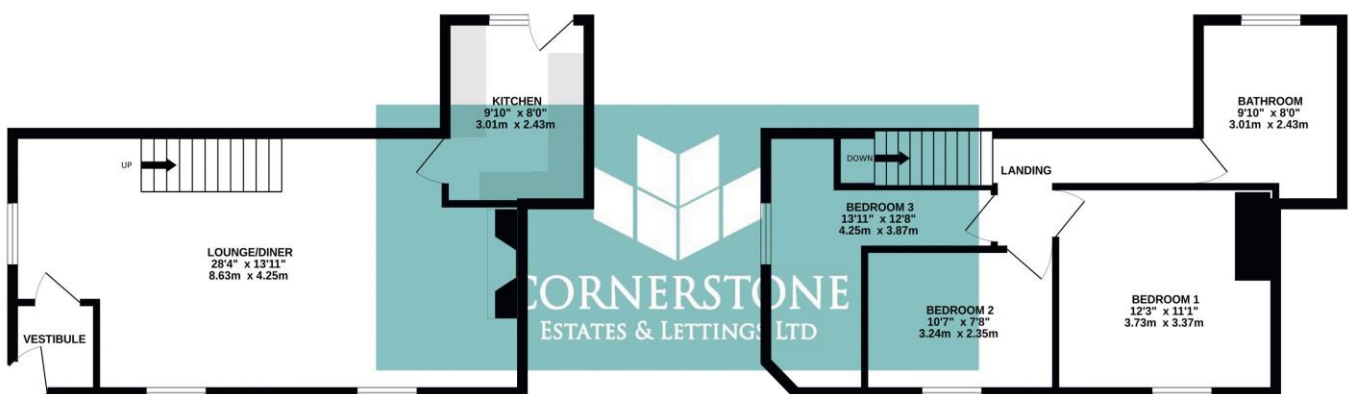 KITCHEN
9'10" x 8'0"
3.01m x 2.43m
UP
LOUNGE/DINER
28'4" x 13'11"
8.63m x 4.25m
VESTIBULE
BATHROOM
9'10" x 8'0"
3.01m x 2.43m
DOWN
LANDING
BEDROOM 3
13'11" x 12'8"
4.25m x 3.87m
BEDROOM 2
10'7" x 7'8"
3.24m x 2.35m
BEDROOM 1
12'3" x 11'1"
3.73m x 3.37m
CORNERSTONE
ESTATES & LETTINGS LTD